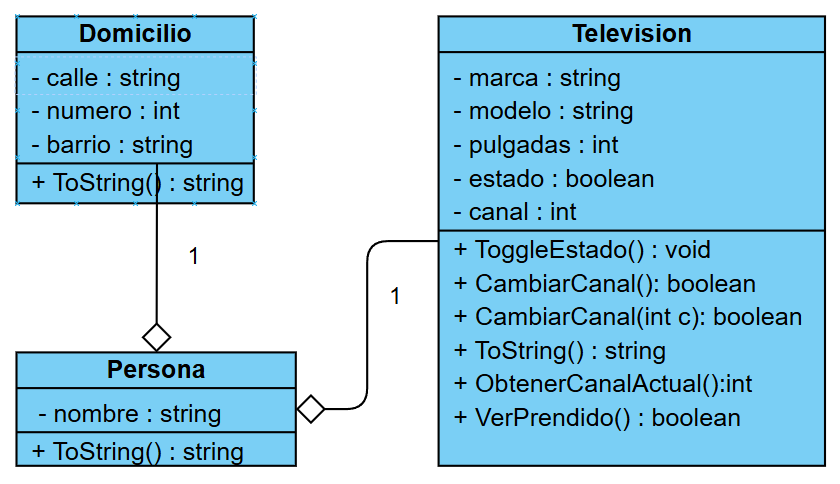 Domicilio
- calle : string
- numero : int
- barrio : string
+ ToString() : string
1
Television
- marca : string
- modelo : string
- pulgadas : int
- estado : boolean
- canal : int
+ ToggleEstado() : void
+ CambiarCanal(): boolean
+ CambiarCanal(int c): boolean
+ ToString() : string
+ ObtenerCanalActual():int
+ VerPrendido() : boolean
1
Persona
- nombre : string
+ ToString() : string